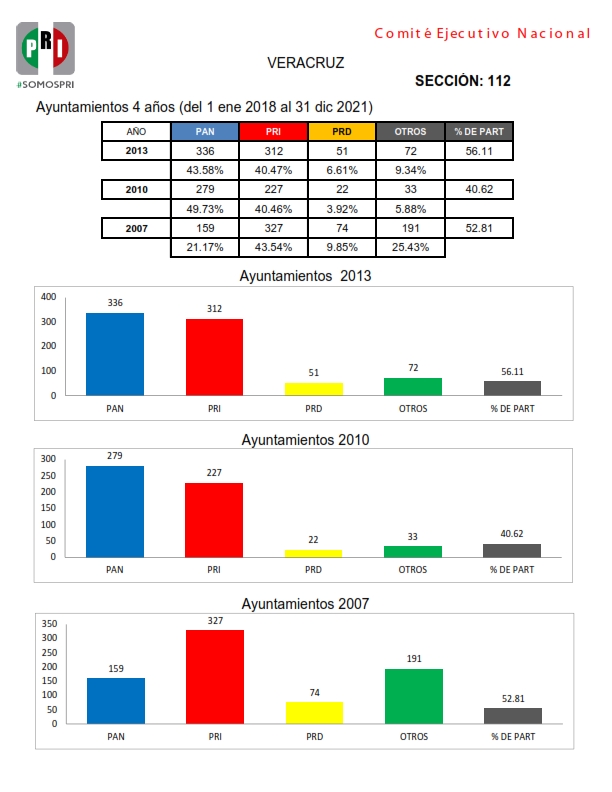 Comité Ejecutivo Nacional
PRI
#SOMOSPRI
VERACRUZ
SECCIÓN: 112
Ayuntamientos 4 años (del 1 ene 2018 al 31 dic 2021)
AÑO PAN PRI PRD OTROS % DE PART
2013 336 312 51 72 56.11
43.58% 40.47% 6.61% 9.34%
2010 279 227 22 33 40.62
49.73% 40.46% 3.92% 5.88%
2007 159 327 74 191 52.81
21.17% 43.54% 9.85% 25.43%
Ayuntamientos 2013
400
300
200
100
0
336 312 51 72 56.11
PAN PRI PRD OTROS % DE PART
Ayuntamientos 2010
300
250
200
150
100
50
0
279 227 22 33 40.62
PAN PRI PRD OTROS % DE PART
Ayuntamientos 2007
350
300
250
200
150
100
50
0
159 327 74 191 52.81
PAN PRI PRD OTROS % DE PART